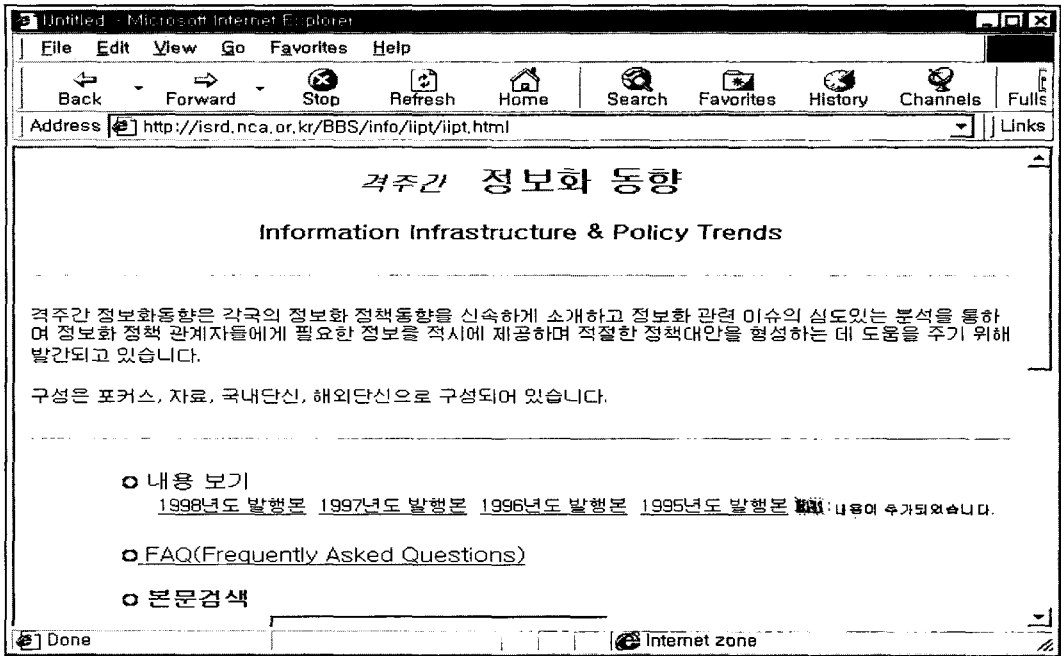 Untitled - Microsoft Internet Explorer
File Edit View Go Favorites Help
Back Forward Stop Refresh Home Search Favorites History Channels Fulls
Address http://isrd.nca.or.kr/BBS/info/iipt/iipt.html Links
격주간 정보화 동향
Information Infrastructure & Policy Trends
격주간 정보화동향은 각국의 정보화 정책동향을 신속하게 소개하고 정보화 관련 이슈의 심도있는 분석을 통하
며 정보화 정책 관계자들에게 필요한 정보를 적시에 제공하며 적절한 정책대안을 형성하는 데 도움을 주기 위해
발간되고 있습니다.
구성은 포커스, 자료, 국내단신, 해외단신으로 구성되어 있습니다.
내용 보기
1998년도 발행본 1997년도 발행본 1996년도 발행본 1995년도 발행본 : 내용이 추가되었습니다.
FAQ(Frequently Asked Questions)
본문검색
Done Internet zone